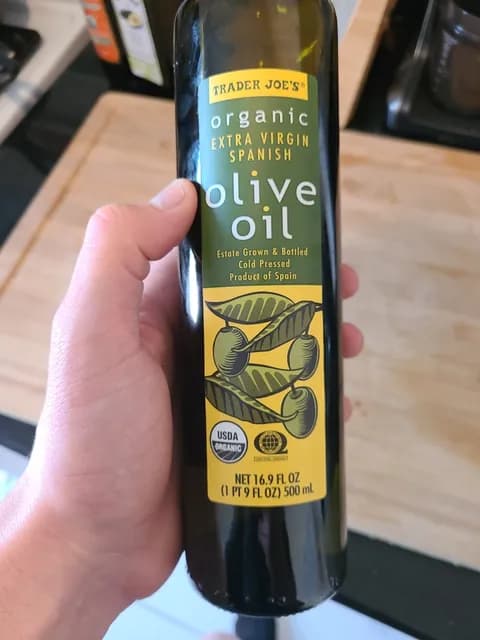 TRADER JOE'S®
organic
EXTRA VIRGIN
SPANISH
olive
oil
Estate Grown & Bottled
Cold Pressed
Product of Spain
USDA
ORGANIC
NET 16.9 FL OZ
(1 PT 9 FL OZ) 500 mL